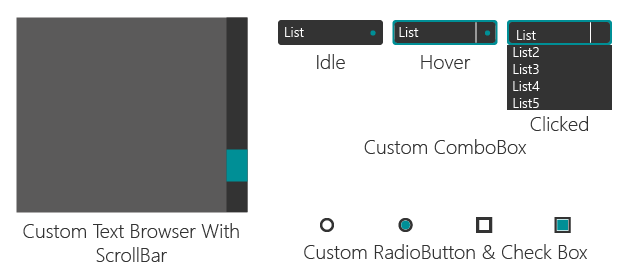 Custom Text Browser With
ScrollBar
List
Idle
List
Hover
List
List2
List3
List4
List5
Clicked
Custom ComboBox
Custom RadioButton & Check Box